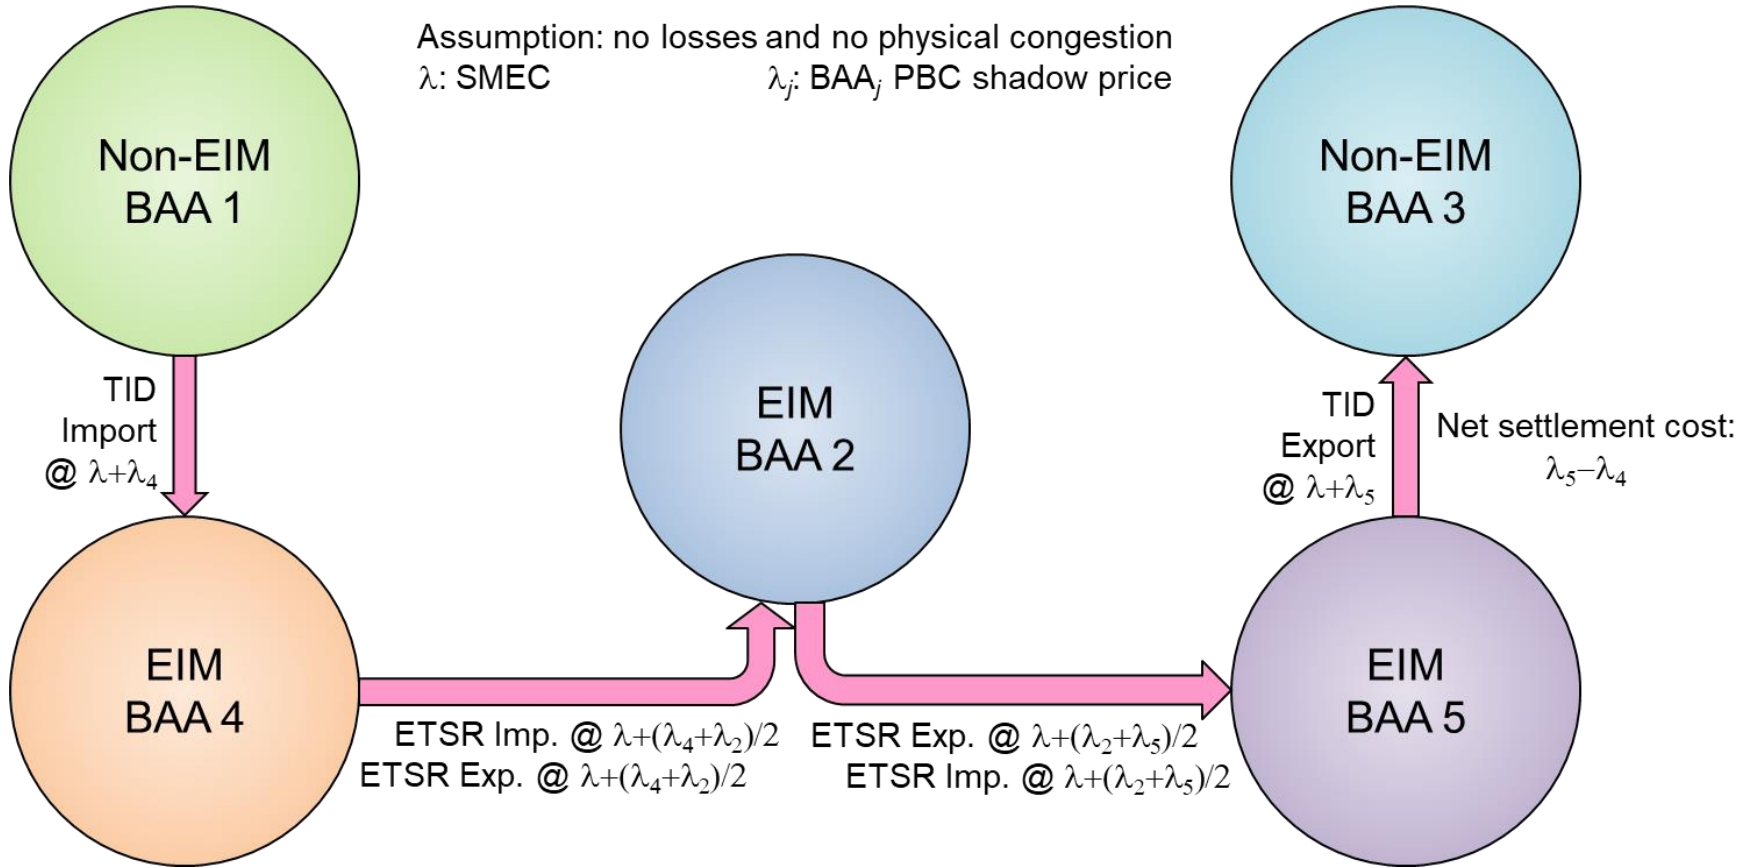 Assumption: no losses and no physical congestion
λ: SMEC λⱼ: BAAⱼ PBC shadow price
Non-EIM
BAA 1
Non-EIM
BAA 3
TID
Import
@ λ+λ₄
EIM
BAA 2
TID
Export
@ λ+λ₅
Net settlement cost:
λ₅−λ₄
EIM
BAA 4
EIM
BAA 5
ETSR Imp. @ λ+(λ₄+λ₂)/2
ETSR Exp. @ λ+(λ₄+λ₂)/2
ETSR Exp. @ λ+(λ₂+λ₅)/2
ETSR Imp. @ λ+(λ₂+λ₅)/2